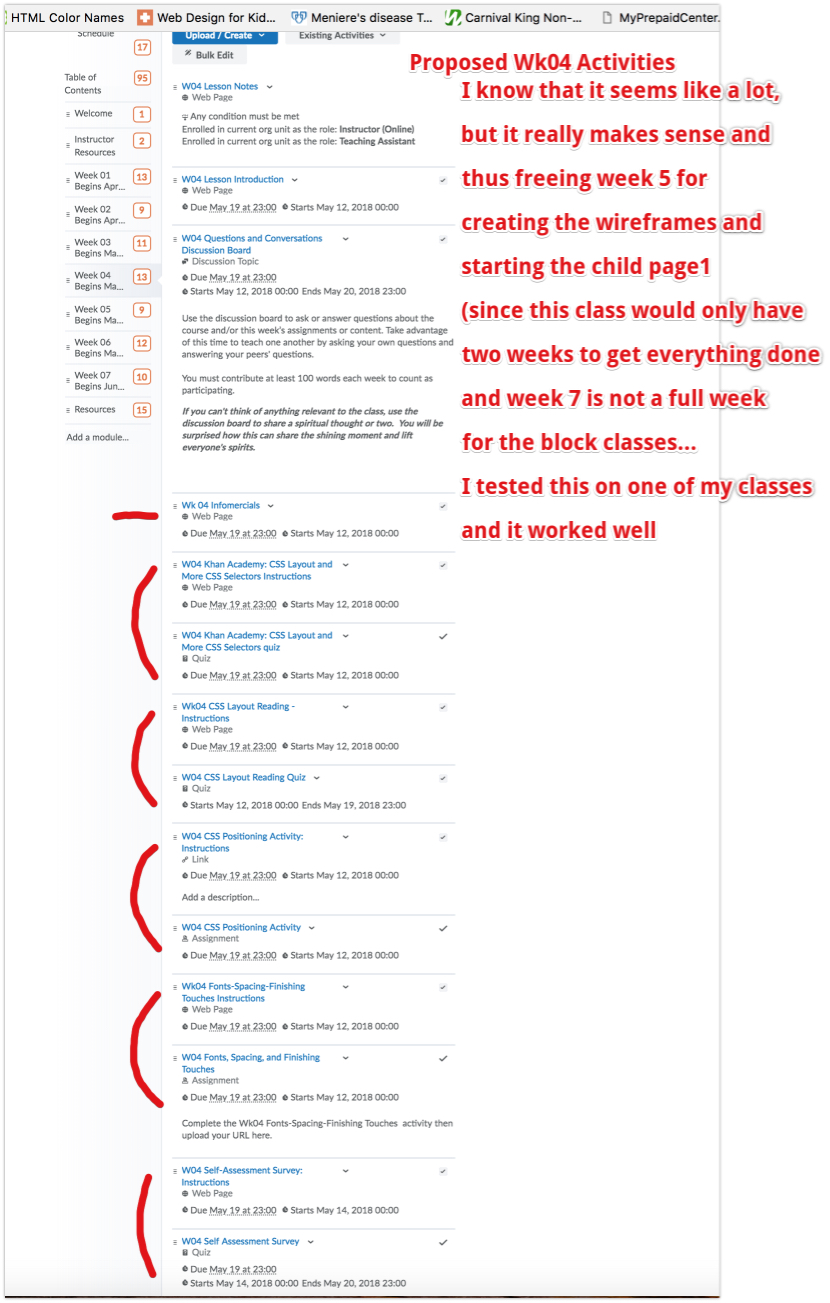 HTML Color Names Web Design for Kid... Meniere's disease T... Carnival King Non-... MyPrepaidCenter.
Schedule
17
Table of
Contents
95
Welcome 1
Instructor
Resources
2
Week 01
Begins Apr...
13
Week 02
Begins Apr...
9
Week 03
Begins Ma...
11
Week 04
Begins Ma...
13
Week 05
Begins Ma...
9
Week 06
Begins Ma...
12
Week 07
Begins Jun...
10
Resources 15
Add a module...
Upload / Create Existing Activities
Bulk Edit
Proposed Wk04 Activities
I know that it seems like a lot,
but it really makes sense and
thus freeing week 5 for
creating the wireframes and
starting the child page1
(since this class would only have
two weeks to get everything done
and week 7 is not a full week
for the block classes...
I tested this on one of my classes
and it worked well
W04 Lesson Notes
Web Page
Any condition must be met
Enrolled in current org unit as the role: Instructor (Online)
Enrolled in current org unit as the role: Teaching Assistant
W04 Lesson Introduction
Web Page
Due May 19 at 23:00 Starts May 12, 2018 00:00
W04 Questions and Conversations
Discussion Board
Discussion Topic
Due May 19 at 23:00
Starts May 12, 2018 00:00 Ends May 20, 2018 23:00
Use the discussion board to ask or answer questions about the
course and/or this week's assignments or content. Take advantage
of this time to teach one another by asking your own questions and
answering your peers' questions.
You must contribute at least 100 words each week to count as
participating.
If you can't think of anything relevant to the class, use the
discussion board to share a spiritual thought or two. You will be
surprised how this can share the shining moment and lift
everyone's spirits.
Wk 04 Infomercials
Web Page
Due May 19 at 23:00 Starts May 12, 2018 00:00
W04 Khan Academy: CSS Layout and
More CSS Selectors Instructions
Web Page
Due May 19 at 23:00 Starts May 12, 2018 00:00
W04 Khan Academy: CSS Layout and
More CSS Selectors quiz
Quiz
Due May 19 at 23:00 Starts May 12, 2018 00:00
Wk04 CSS Layout Reading -
Instructions
Web Page
Due May 19 at 23:00 Starts May 12, 2018 00:00
W04 CSS Layout Reading Quiz
Quiz
Starts May 12, 2018 00:00 Ends May 19, 2018 23:00
W04 CSS Positioning Activity:
Instructions
Link
Due May 19 at 23:00 Starts May 12, 2018 00:00
Add a description...
W04 CSS Positioning Activity
Assignment
Due May 19 at 23:00 Starts May 12, 2018 00:00
Wk04 Fonts-Spacing-Finishing
Touches Instructions
Web Page
Due May 19 at 23:00 Starts May 12, 2018 00:00
W04 Fonts, Spacing, and Finishing
Touches
Assignment
Due May 19 at 23:00 Starts May 12, 2018 00:00
Complete the Wk04 Fonts-Spacing-Finishing Touches activity then
upload your URL here.
W04 Self-Assessment Survey:
Instructions
Web Page
Due May 19 at 23:00 Starts May 14, 2018 00:00
W04 Self Assessment Survey
Quiz
Due May 19 at 23:00
Starts May 14, 2018 00:00 Ends May 20, 2018 23:00